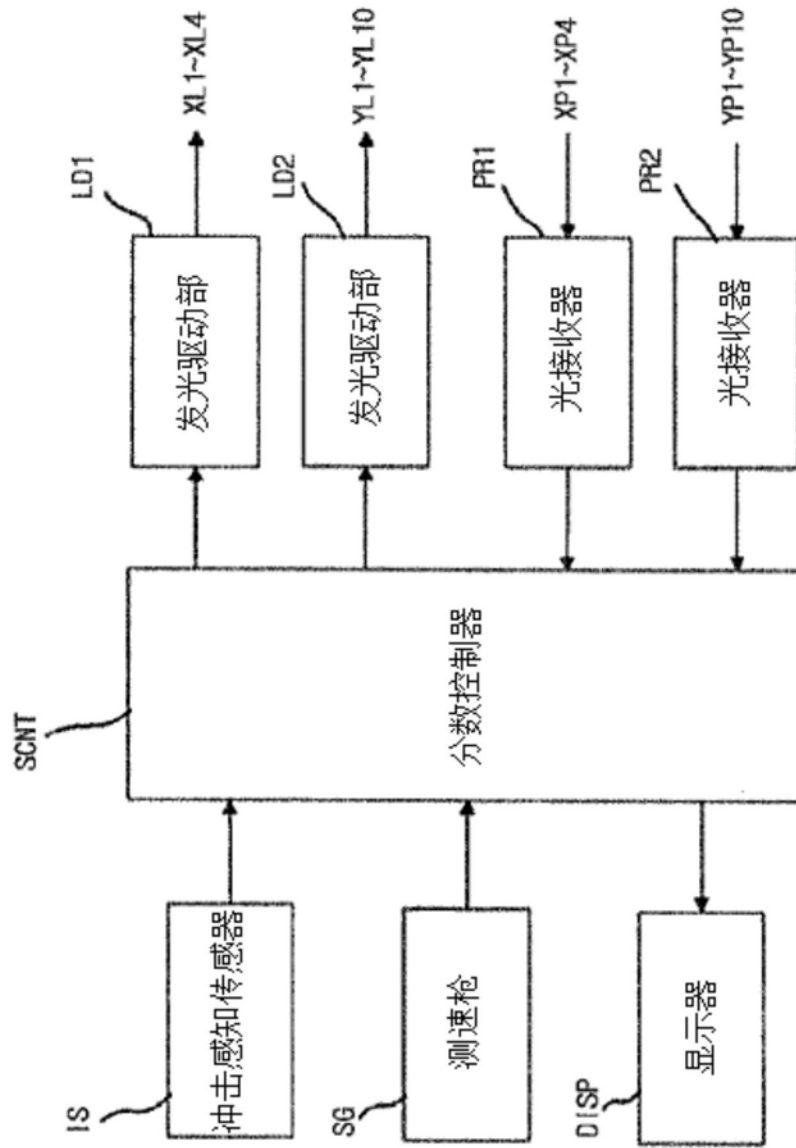 LD1
发光驱动部
XL1~XL4
LD2
发光驱动部
YL1~YL10
PR1
光接收器
XP1~XP4
PR2
光接收器
YP1~YP10
SCNT
分数控制器
IS
冲击感知传感器
SG
测速枪
DISP
显示器